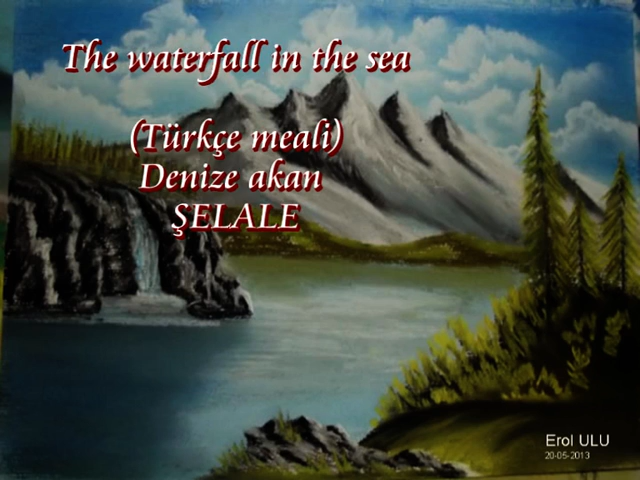 The waterfall in the sea
(Türkçe meali)
Denize akan
ŞELALE
Erol ULU
20-05-2013